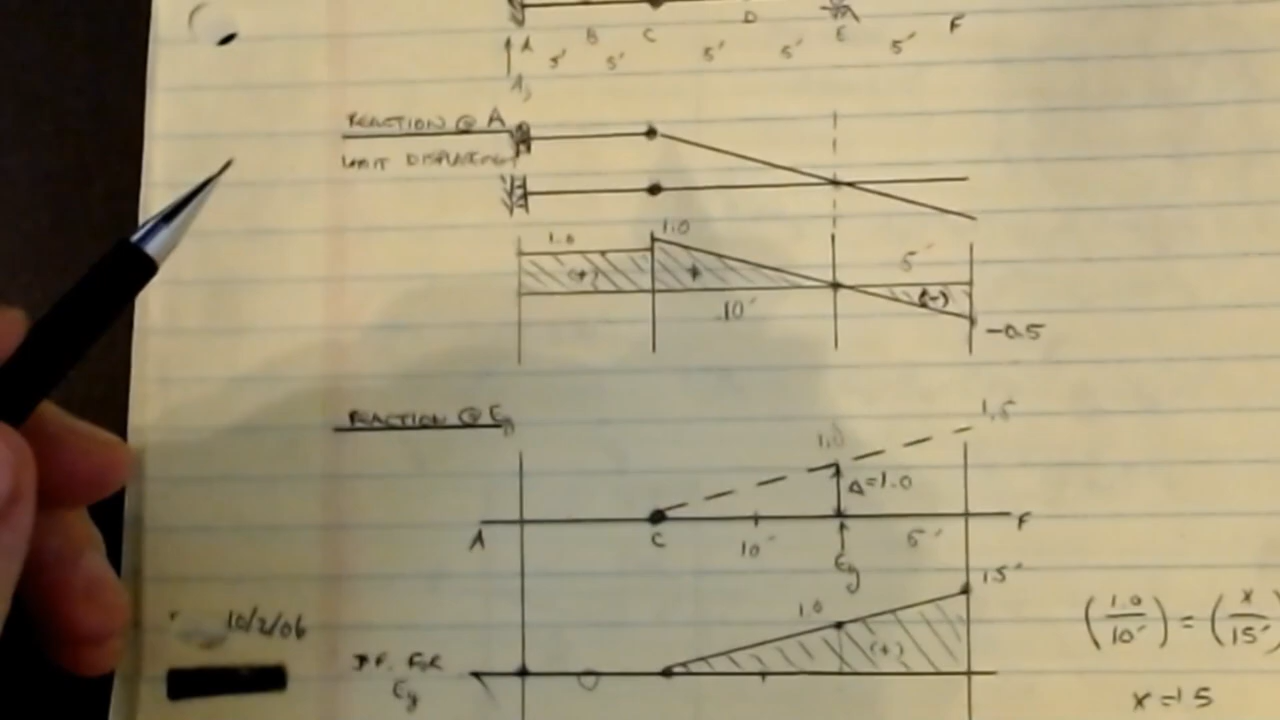 A B C D E F
5' 5' 5' 5' 5'
REACTION @ A
UNIT
1.0 1.0 5'
(+) + (-)
10'
-0.5
REACTION @ Ey
1.0 1.5
Δ=1.0
A C 10' 5' F
Ey
1.0 1.5
(+)
(1.0/10') = (x/15')
x = 1.5
10/2/06
I.F. FOR
Ey